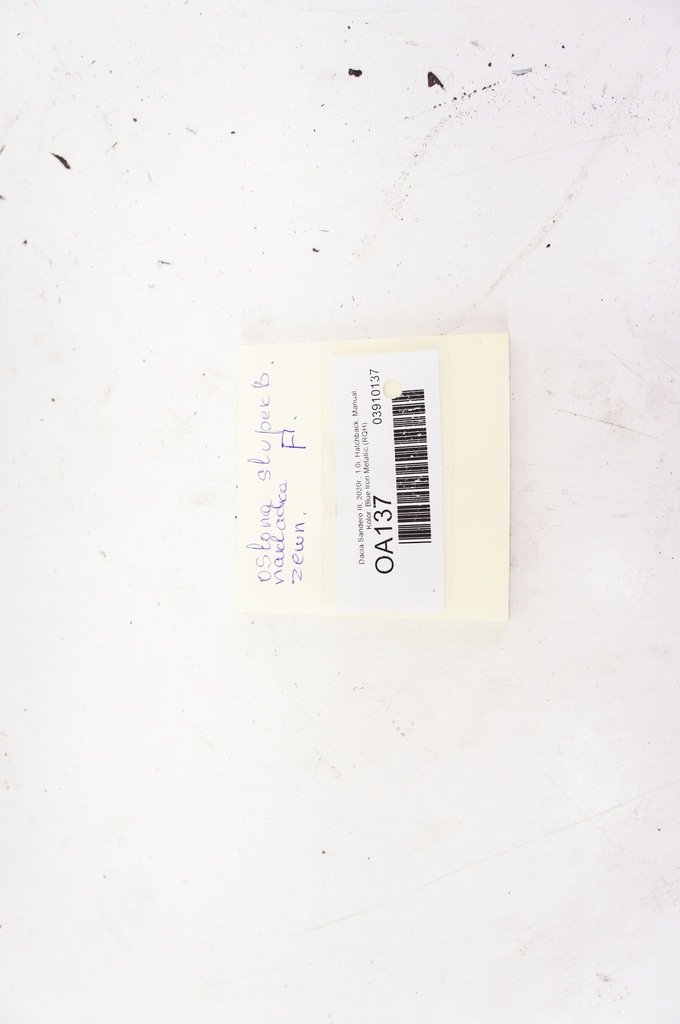 osłona słupek B.
nakładka Fl.
zewn.
Dacia Sandero III, 2020r., 1.0i, Hatchback, Manual,
Kolor: Blue Iron Metallic (RQH)
OA137 03910137